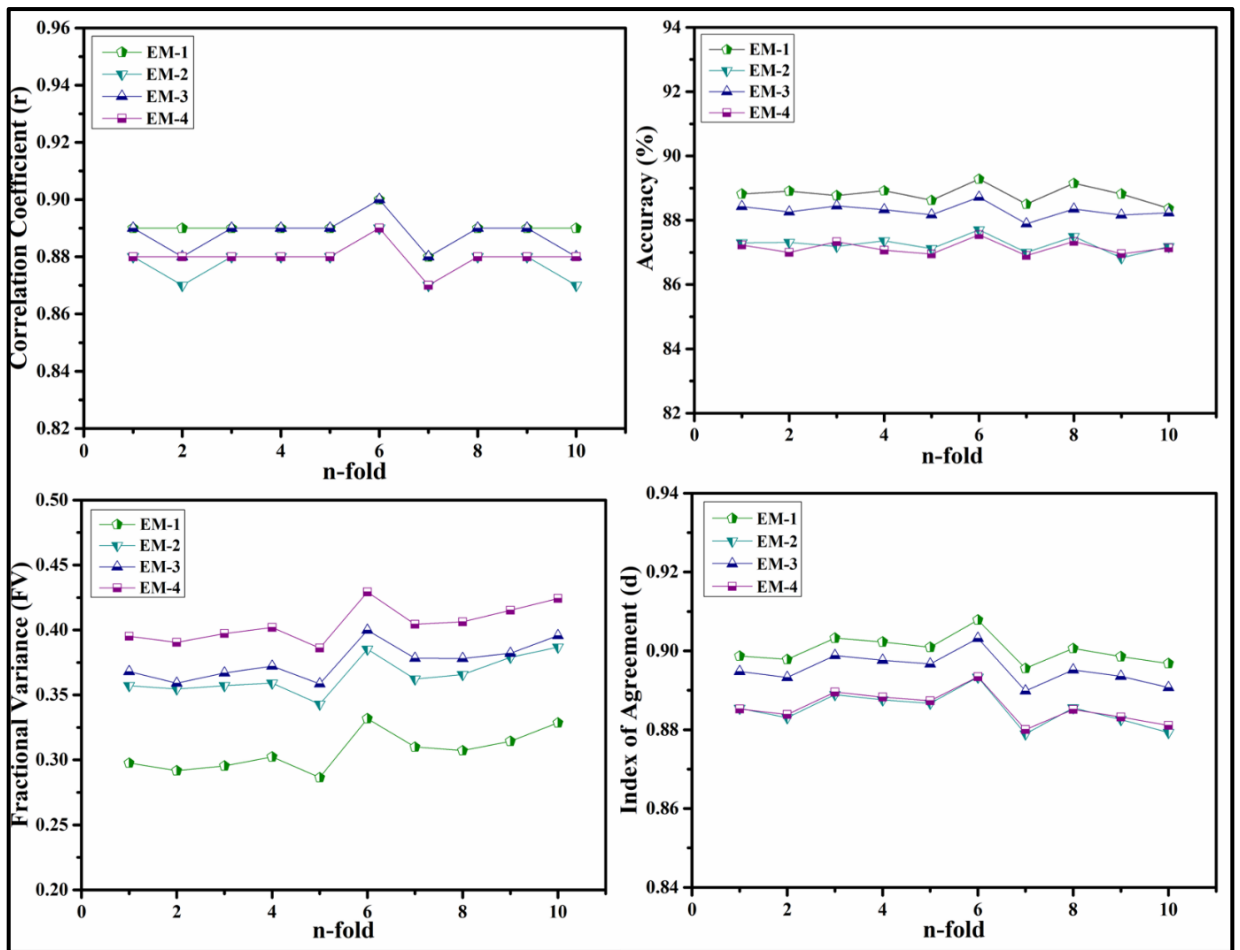 Correlation Coefficient (r)
0.96
0.94
0.92
0.90
0.88
0.86
0.84
0.82
EM-1
EM-2
EM-3
EM-4
0 2 4 6 8 10
n-fold
Accuracy (%)
94
92
90
88
86
84
82
EM-1
EM-2
EM-3
EM-4
0 2 4 6 8 10
n-fold
Fractional Variance (FV)
0.50
0.45
0.40
0.35
0.30
0.25
0.20
EM-1
EM-2
EM-3
EM-4
0 2 4 6 8 10
n-fold
Index of Agreement (d)
0.94
0.92
0.90
0.88
0.86
0.84
EM-1
EM-2
EM-3
EM-4
0 2 4 6 8 10
n-fold